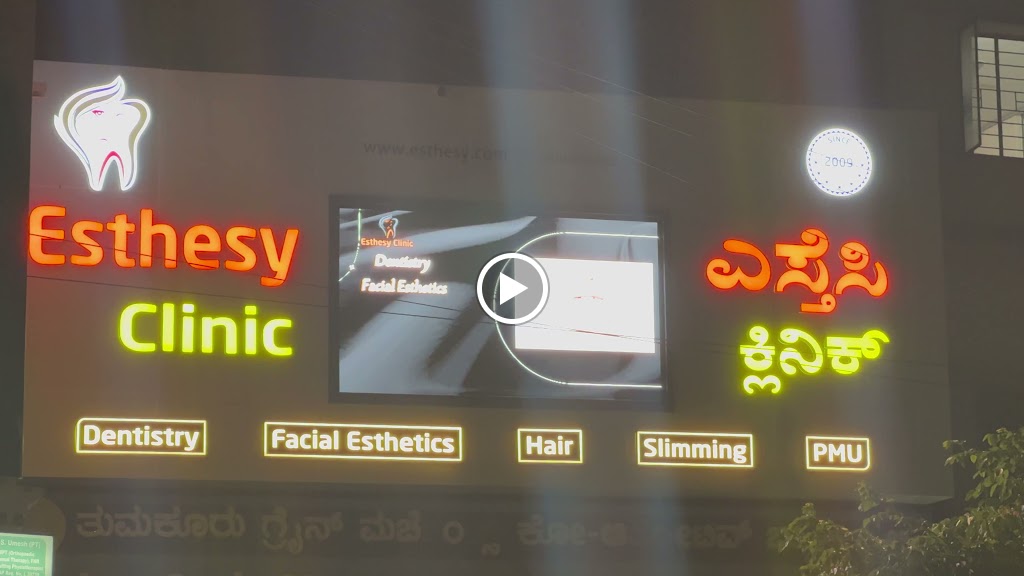 www.esthesy.com
SINCE
2009
Esthesy
Clinic
Esthesy Clinic
Dentistry
Facial Esthetics
ಎಸ್ತೆಸಿ
ಕ್ಲಿನಿಕ್
Dentistry
Facial Esthetics
Hair
Slimming
PMU
ತುಮಕೂರು ಗ್ರೈನ್ ಮರ್ಚೆಂಟ್ಸ್